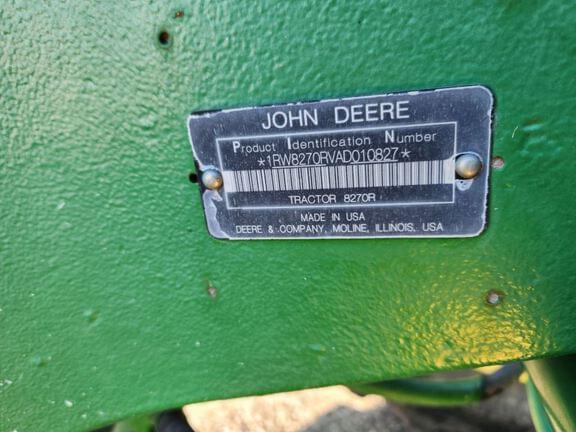 JOHN DEERE
Product Identification Number
*1RW8270RVAD010827*
TRACTOR 8270R
MADE IN USA
DEERE & COMPANY, MOLINE, ILLINOIS, USA